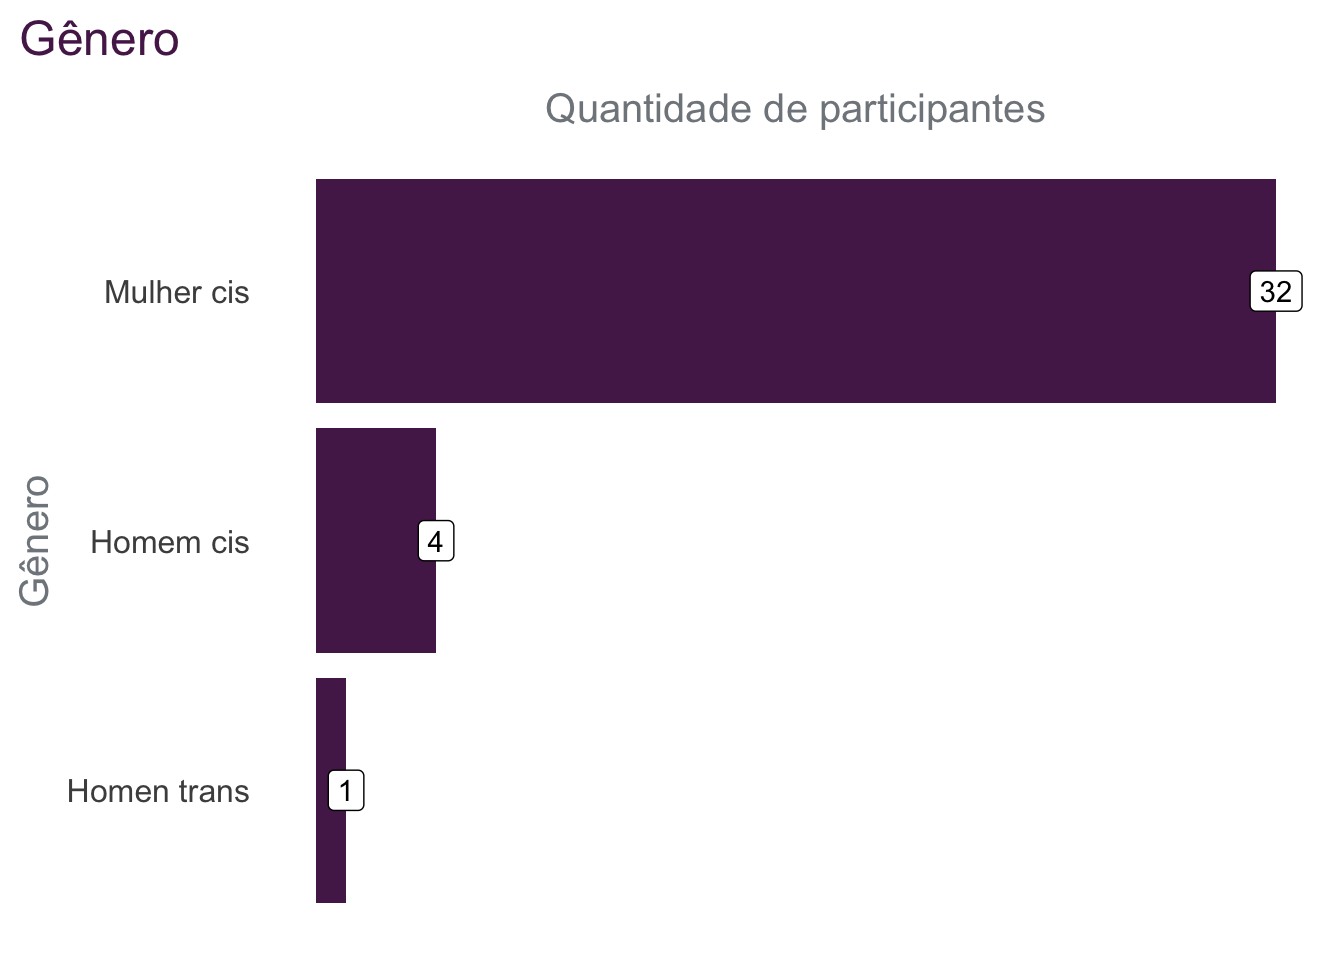 Gênero
Quantidade de participantes
Mulher cis
32
Gênero
Homem cis
4
Homen trans
1